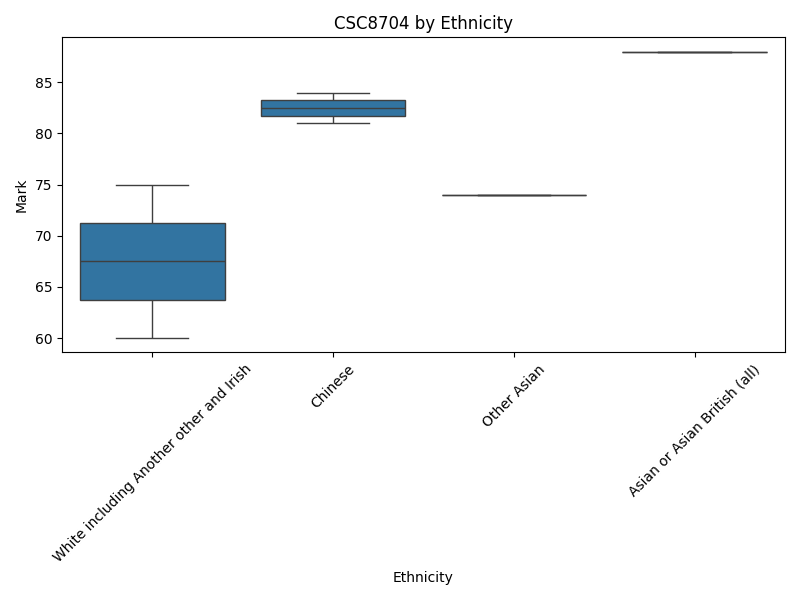 CSC8704 by Ethnicity
Mark
85
80
75
70
65
60
White including Another other and Irish
Chinese
Other Asian
Asian or Asian British (all)
Ethnicity